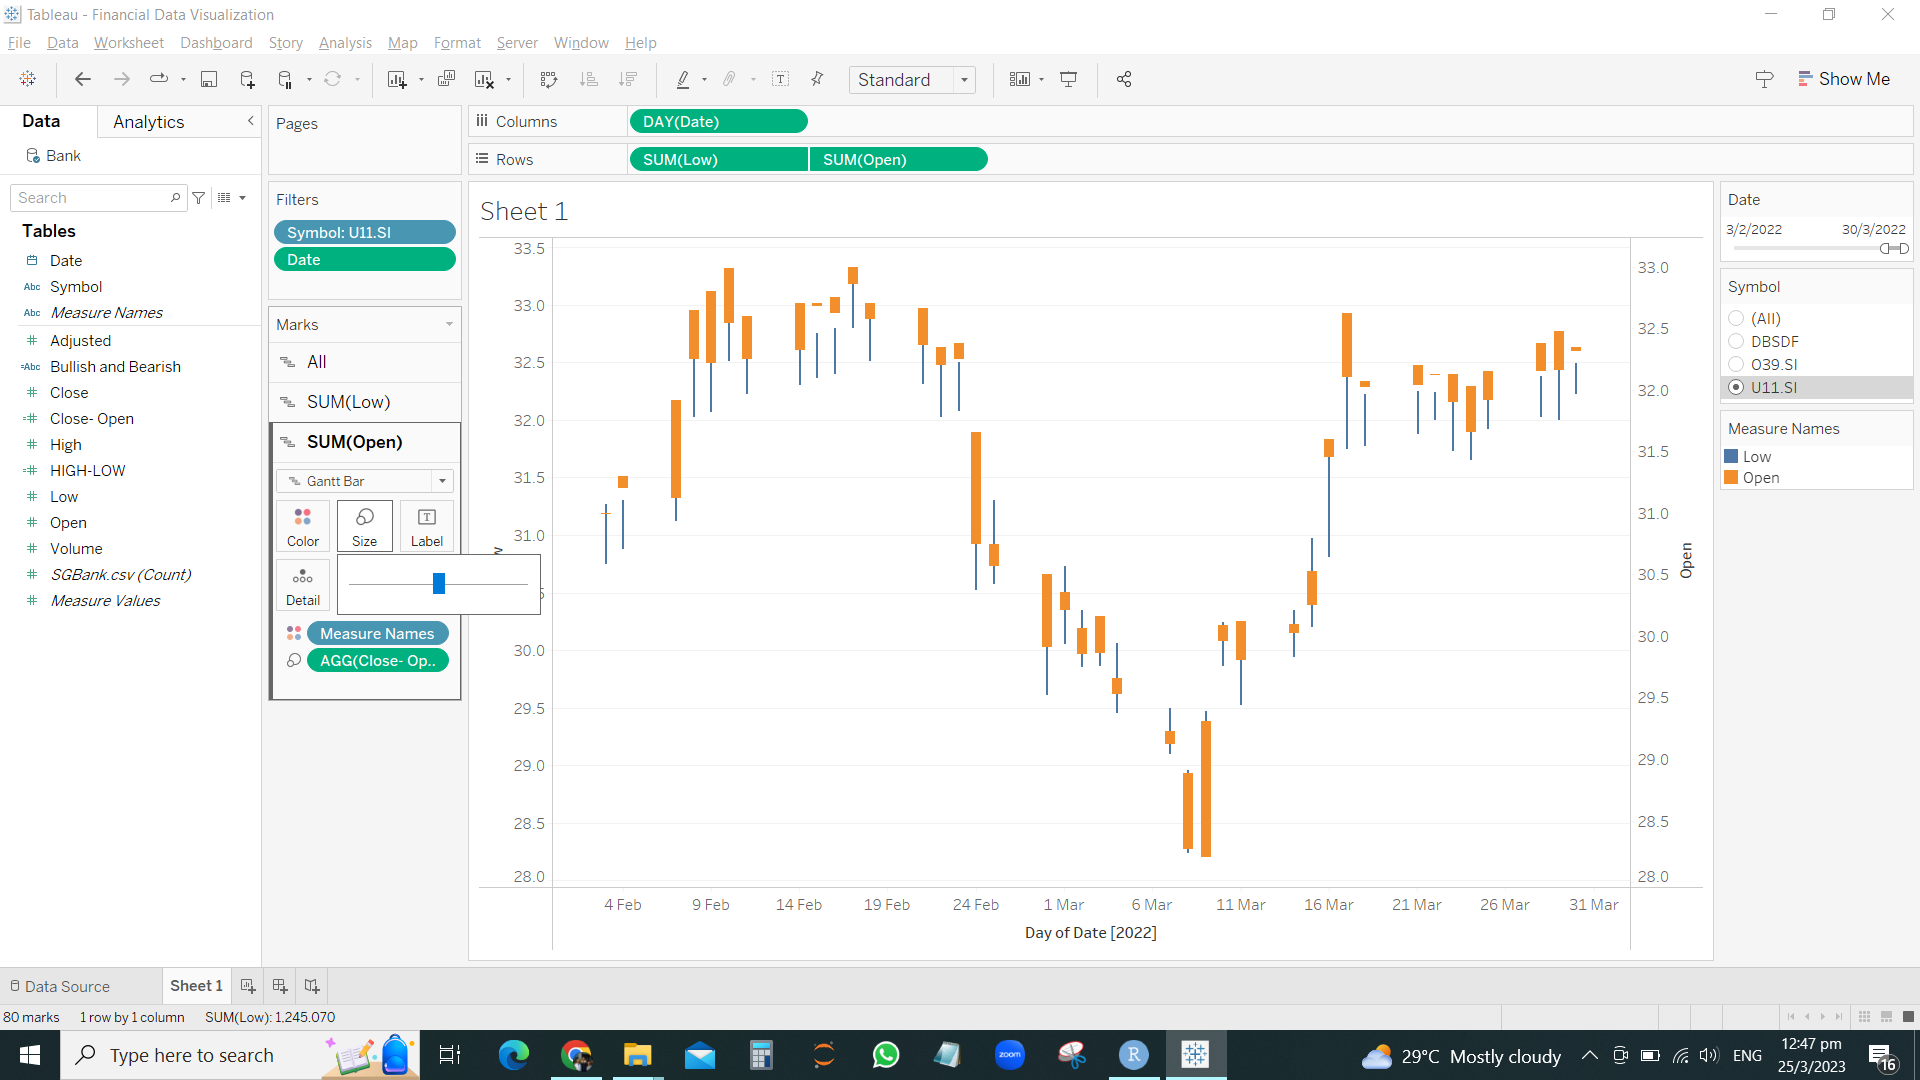 Tableau - Financial Data Visualization
File Data Worksheet Dashboard Story Analysis Map Format Server Window Help
Standard
Show Me
Data Analytics
Bank
Search
Tables
Date
Symbol
Measure Names
Adjusted
Bullish and Bearish
Close
Close- Open
High
HIGH-LOW
Low
Open
Volume
SGBank.csv (Count)
Measure Values
Pages
Filters
Symbol: U11.SI
Date
Marks
All
SUM(Low)
SUM(Open)
Gantt Bar
Color Size Label
Detail
Measure Names
AGG(Close- Op..
Columns DAY(Date)
Rows SUM(Low) SUM(Open)
Sheet 1
33.5
33.0
32.5
32.0
31.5
31.0
30.0
29.5
29.0
28.5
28.0
33.0
32.5
32.0
31.5
31.0
30.5
30.0
29.5
29.0
28.5
28.0
Open
4 Feb 9 Feb 14 Feb 19 Feb 24 Feb 1 Mar 6 Mar 11 Mar 16 Mar 21 Mar 26 Mar 31 Mar
Day of Date [2022]
Date
3/2/2022 30/3/2022
Symbol
(All)
DBSDF
O39.SI
U11.SI
Measure Names
Low
Open
Data Source Sheet 1
80 marks 1 row by 1 column SUM(Low): 1,245.070
Type here to search
zoom
R
29°C Mostly cloudy
ENG
12:47 pm
25/3/2023
16